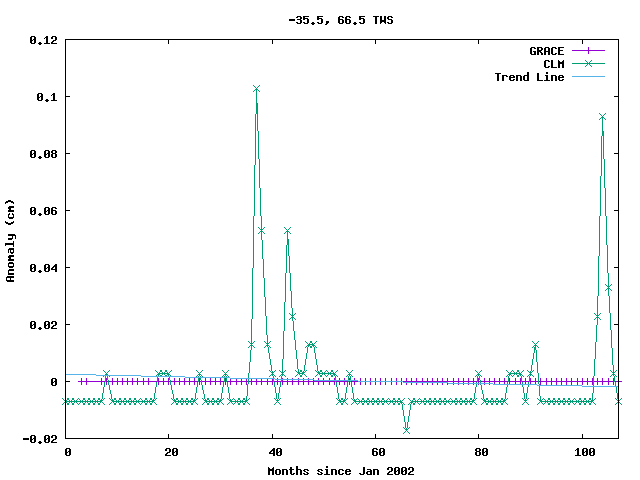 -35.5, 66.5 TWS
GRACE
CLM
Trend Line
0.12
0.1
0.08
0.06
0.04
0.02
0
-0.02
Anomaly (cm)
0 20 40 60 80 100
Months since Jan 2002